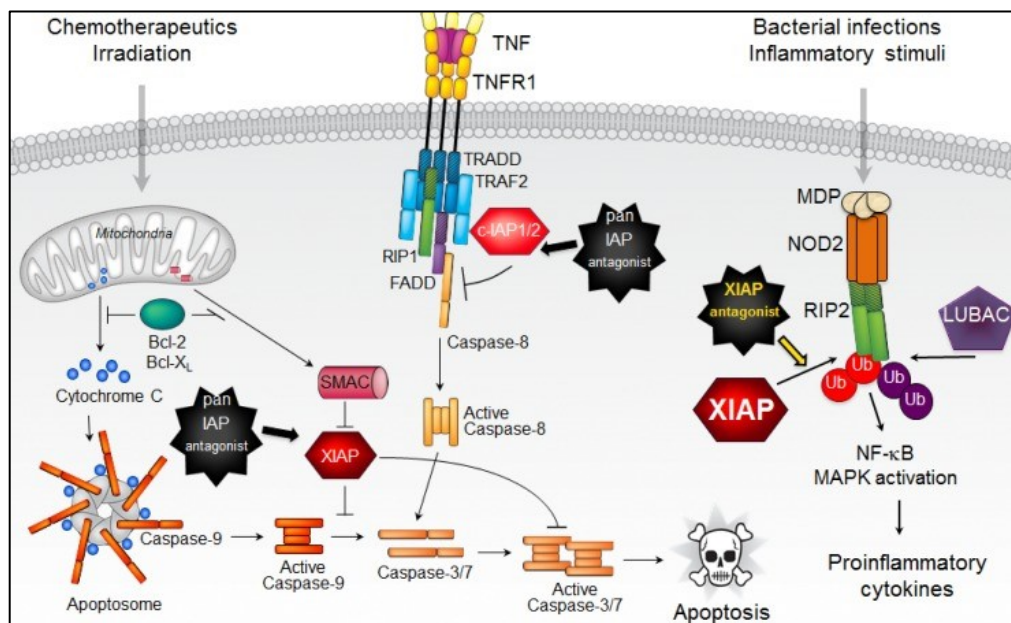 Chemotherapeutics
Irradiation
TNF
TNFR1
Bacterial infections
Inflammatory stimuli
TRADD
TRAF2
c-IAP1/2
pan
IAP
antagonist
RIP1
FADD
Caspase-8
Mitochondria
Bcl-2
Bcl-XL
Cytochrome C
SMAC
pan
IAP
antagonist
XIAP
Active
Caspase-8
Caspase-9
Apoptosome
Active
Caspase-9
Caspase-3/7
Active
Caspase-3/7
Apoptosis
MDP
NOD2
RIP2
XIAP
antagonist
XIAP
LUBAC
Ub
Ub
Ub
Ub
NF-κB
MAPK activation
Proinflammatory
cytokines